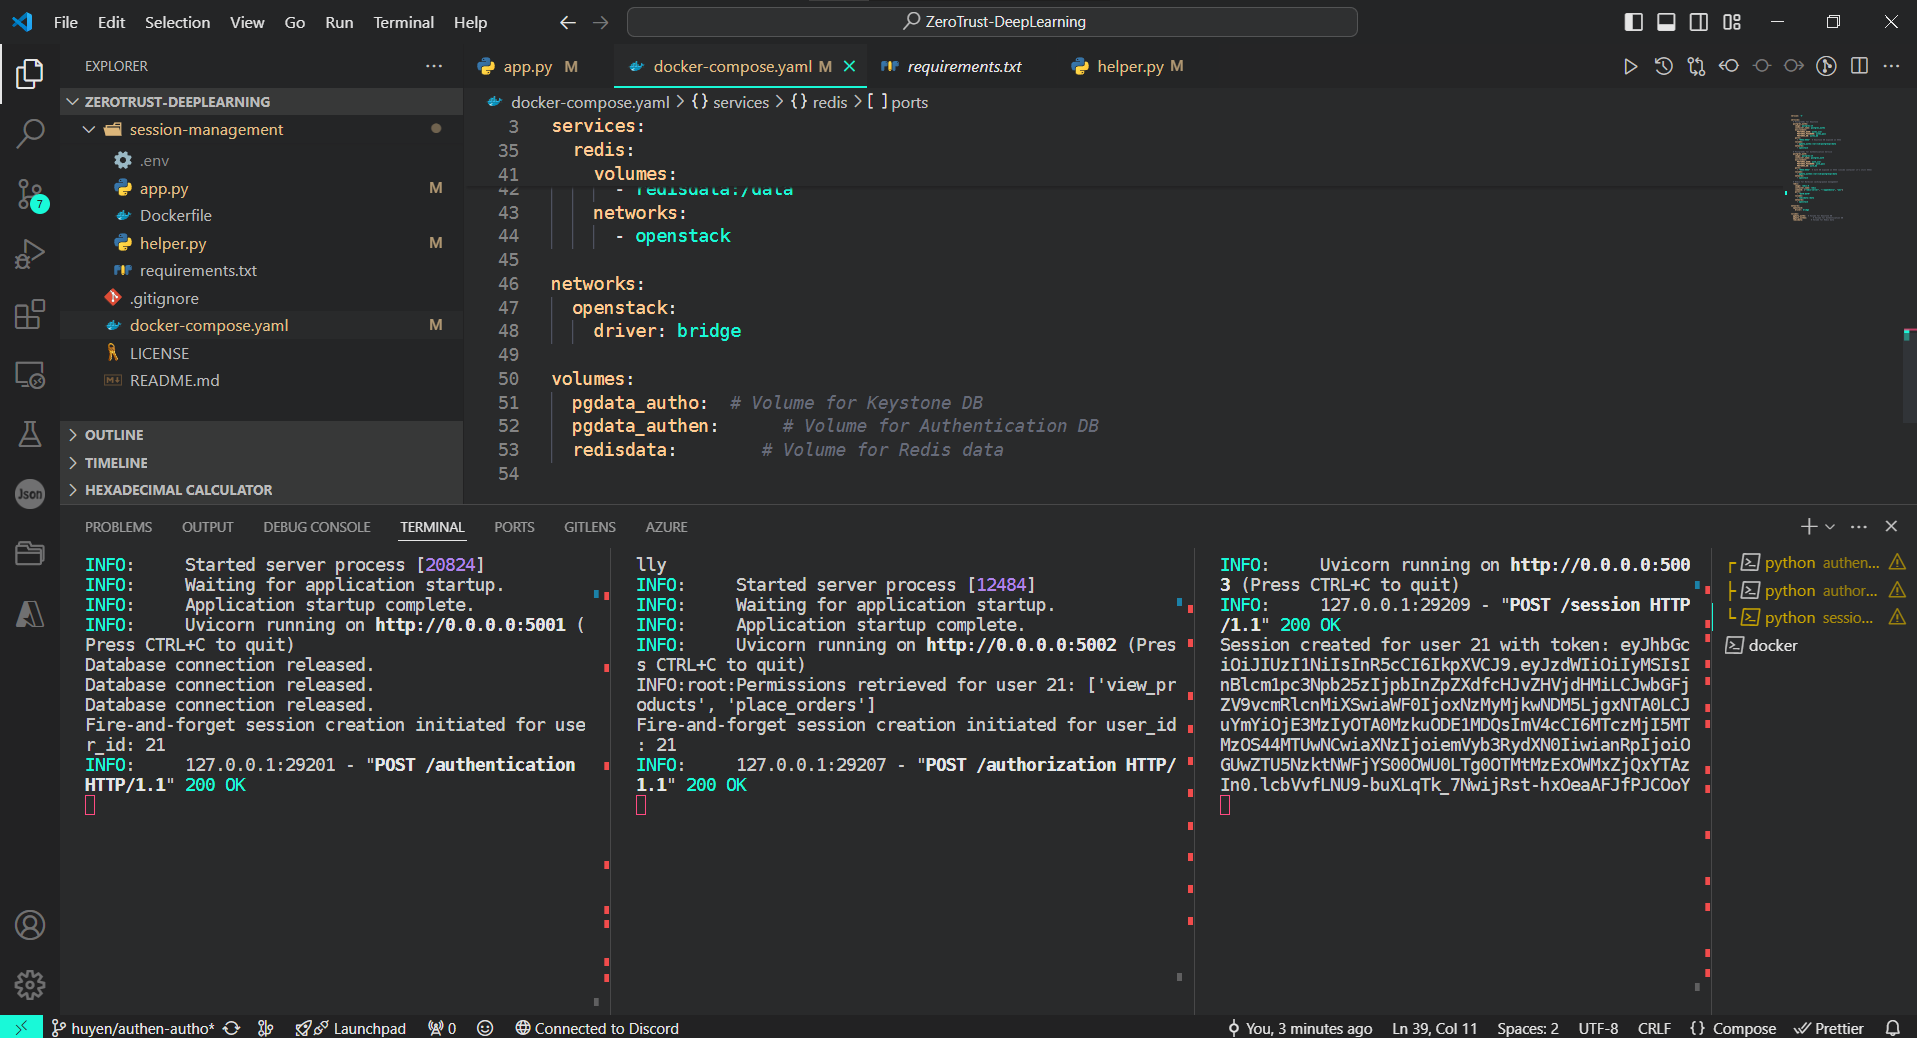 File Edit Selection View Go Run Terminal Help
ZeroTrust-DeepLearning
EXPLORER
ZEROTRUST-DEEPLEARNING
session-management
.env
app.py M
Dockerfile
helper.py M
requirements.txt
.gitignore
docker-compose.yaml M
LICENSE
README.md
OUTLINE
TIMELINE
HEXADECIMAL CALCULATOR
7
Json
app.py M
docker-compose.yaml M
requirements.txt
helper.py M
docker-compose.yaml > {} services > {} redis > [ ] ports
3 services:
35 redis:
41 volumes:
42 - redisdata:/data
43 networks:
44 - openstack
45
46 networks:
47 openstack:
48 driver: bridge
49
50 volumes:
51 pgdata_autho: # Volume for Keystone DB
52 pgdata_authen: # Volume for Authentication DB
53 redisdata: # Volume for Redis data
54
PROBLEMS OUTPUT DEBUG CONSOLE TERMINAL PORTS GITLENS AZURE
INFO: Started server process [20824]
INFO: Waiting for application startup.
INFO: Application startup complete.
INFO: Uvicorn running on http://0.0.0.0:5001 (
Press CTRL+C to quit)
Database connection released.
Database connection released.
Database connection released.
Fire-and-forget session creation initiated for use
r_id: 21
INFO: 127.0.0.1:29201 - "POST /authentication
HTTP/1.1" 200 OK
lly
INFO: Started server process [12484]
INFO: Waiting for application startup.
INFO: Application startup complete.
INFO: Uvicorn running on http://0.0.0.0:5002 (Pres
s CTRL+C to quit)
INFO:root:Permissions retrieved for user 21: ['view_pr
oducts', 'place_orders']
Fire-and-forget session creation initiated for user_id
: 21
INFO: 127.0.0.1:29207 - "POST /authorization HTTP/
1.1" 200 OK
INFO: Uvicorn running on http://0.0.0.0:500
3 (Press CTRL+C to quit)
INFO: 127.0.0.1:29209 - "POST /session HTTP
/1.1" 200 OK
Session created for user 21 with token: eyJhbGc
iOiJIUzI1NiIsInR5cCI6IkpXVCJ9.eyJzdWIiOiIyMSIsI
nBlcm1pc3Npb25zIjpbInZpZXdfcHJvZHVjdHMiLCJwbGFj
ZV9vcmRlcnMiXSwiaWF0IjoxNzMyMjkwNDM5LjgxNTA0LCJ
uYmYiOjE3MzIyOTA0MzkuODE1MDQsImV4cCI6MTczMjI5MT
MzOS44MTUwNCwiaXNzIjoiemVyb3RydXN0IiwianRpIjoiO
GUwZTU5NzktNWFjYS00OWU0LTg0OTMtMzExOWMxZjQxYTAz
In0.lcbVvfLNU9-buXLqTk_7NwijRst-hxOeaAFJfPJCOoY
python authen...
python author...
python sessio...
docker
huyen/authen-autho* Launchpad 0 Connected to Discord
You, 3 minutes ago Ln 39, Col 11 Spaces: 2 UTF-8 CRLF {} Compose Prettier